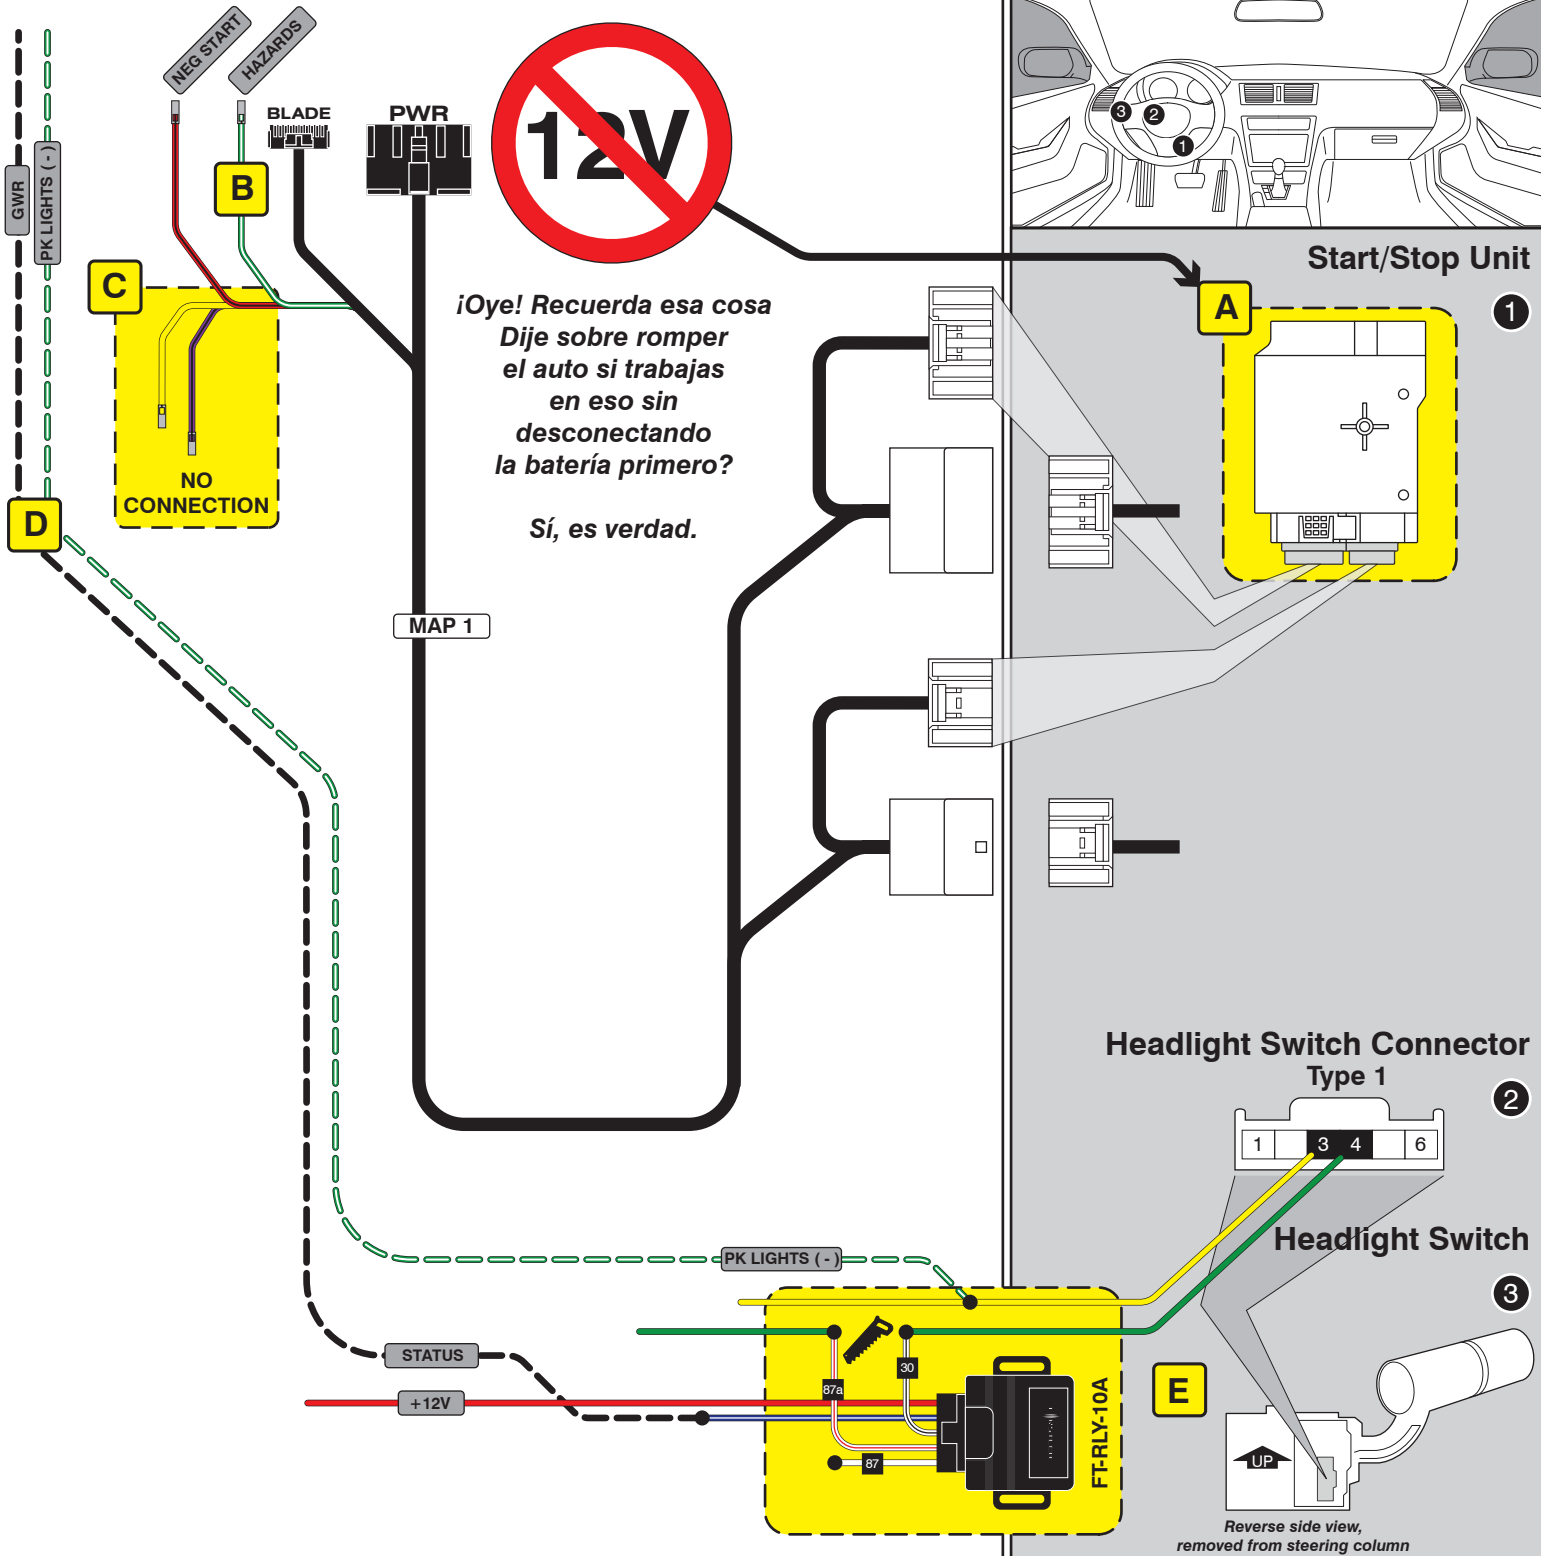 NEG START
HAZARDS
BLADE
PWR
12V
GWR
PK LIGHTS ( - )
B
C
NO
CONNECTION
D
¡Oye! Recuerda esa cosa
Dije sobre romper
el auto si trabajas
en eso sin
desconectando
la batería primero?
Sí, es verdad.
MAP 1
3
2
1
Start/Stop Unit
1
A
Headlight Switch Connector
Type 1
2
1
3
4
6
Headlight Switch
3
PK LIGHTS ( - )
STATUS
+12V
87a
30
87
FT-RLY-10A
E
UP
Reverse side view,
removed from steering column